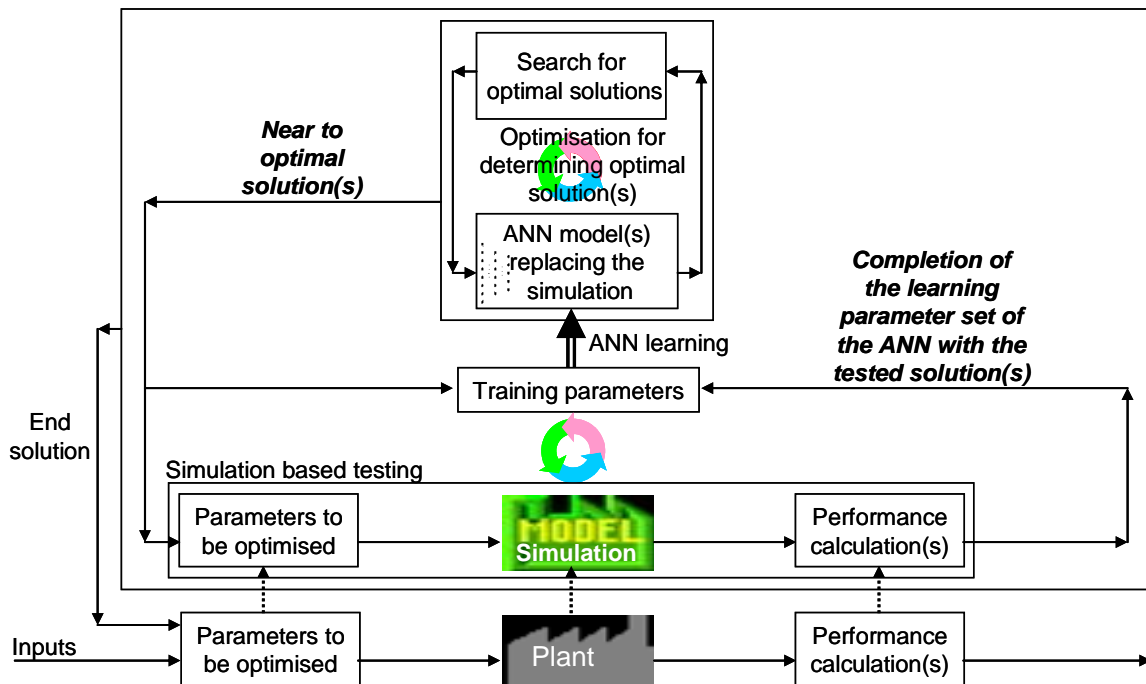 Search for
optimal solutions
Optimisation for
determining optimal
solution(s)
ANN model(s)
replacing the
simulation
Near to
optimal
solution(s)
Completion of
the learning
parameter set of
the ANN with the
tested solution(s)
ANN learning
Training parameters
End
solution
Simulation based testing
Parameters to
be optimised
MODEL
Simulation
Performance
calculation(s)
Inputs
Parameters to
be optimised
Plant
Performance
calculation(s)